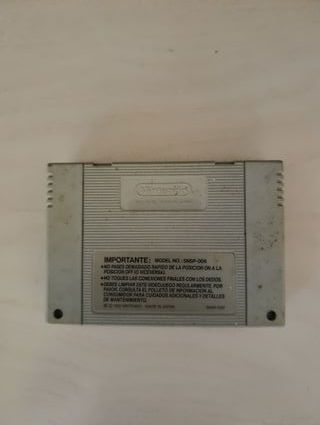 Nintendo
IMPORTANTE: MODEL NO.: SNSP-006
●NO PASES DEMASIADO RAPIDO DE LA POSICION ON A LA
POSICION OFF (O VICEVERSA).
●NO TOQUES LAS CONEXIONES FINALES CON LOS DEDOS.
●DEBES LIMPIAR ESTE VIDEOJUEGO REGULARMENTE. POR
FAVOR, CONSULTA EL FOLLETO DE INFORMACION AL
CONSUMIDOR PARA CUIDADOS ADICIONALES Y DETALLES
DE MANTENIMIENTO.
NINTENDO MADE IN JAPAN